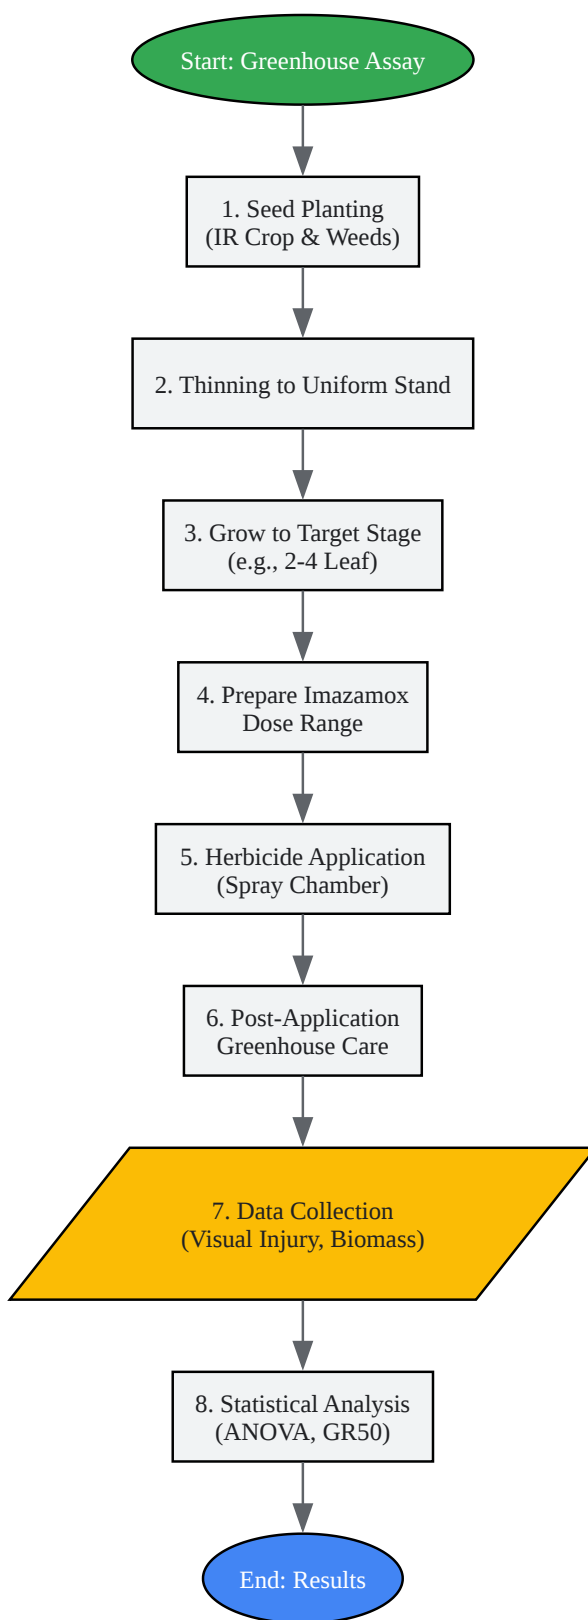 Start: Greenhouse Assay
1. Seed Planting
(IR Crop & Weeds)
2. Thinning to Uniform Stand
3. Grow to Target Stage
(e.g., 2-4 Leaf)
4. Prepare Imazamox
Dose Range
5. Herbicide Application
(Spray Chamber)
6. Post-Application
Greenhouse Care
7. Data Collection
(Visual Injury, Biomass)
8. Statistical Analysis
(ANOVA, GR50)
End: Results